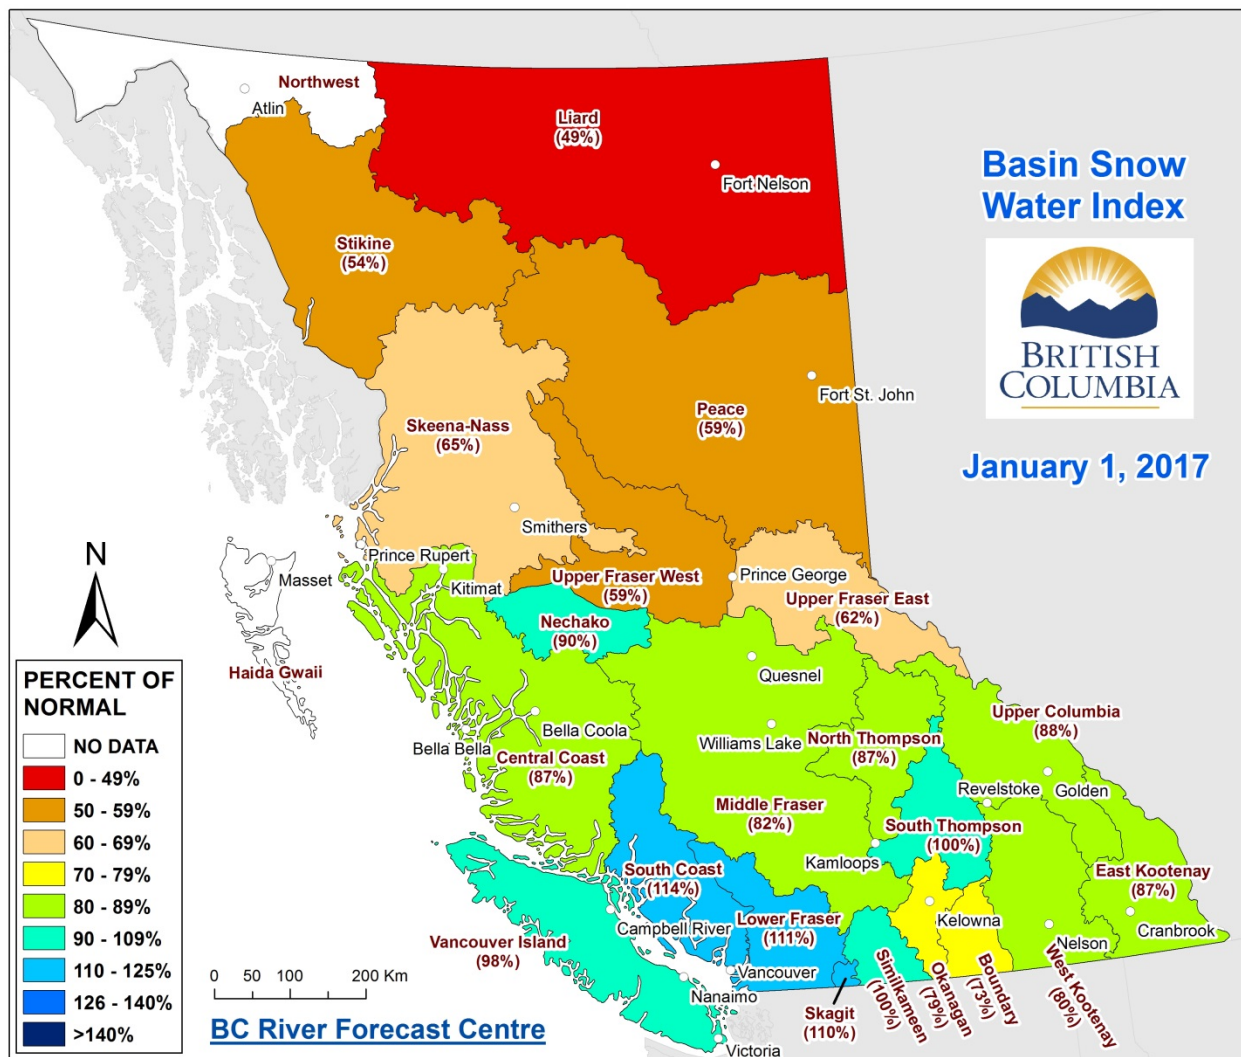 Northwest
Atlin
Liard
(49%)
Fort Nelson
Basin Snow
Water Index
Stikine
(54%)
BRITISH
COLUMBIA
Fort St. John
Peace
(59%)
Skeena-Nass
(65%)
January 1, 2017
Smithers
N
Prince Rupert
Masset
Kitimat
Upper Fraser West
(59%)
Prince George
Upper Fraser East
(62%)
Nechako
(90%)
Haida Gwaii
Quesnel
PERCENT OF
NORMAL
NO DATA
0 - 49%
50 - 59%
60 - 69%
70 - 79%
80 - 89%
90 - 109%
110 - 125%
126 - 140%
>140%
Bella Coola
Bella Bella
Central Coast
(87%)
Williams Lake
North Thompson
(87%)
Upper Columbia
(88%)
Golden
Revelstoke
Middle Fraser
(82%)
South Thompson
(100%)
Kamloops
South Coast
(114%)
East Kootenay
(87%)
Campbell River
Lower Fraser
(111%)
Kelowna
Cranbrook
Nelson
Vancouver Island
(98%)
Vancouver
Nanaimo
Skagit
(110%)
Similkameen
(100%)
Okanagan
(79%)
Boundary
(73%)
West Kootenay
(80%)
0 50 100 200 Km
BC River Forecast Centre
Victoria